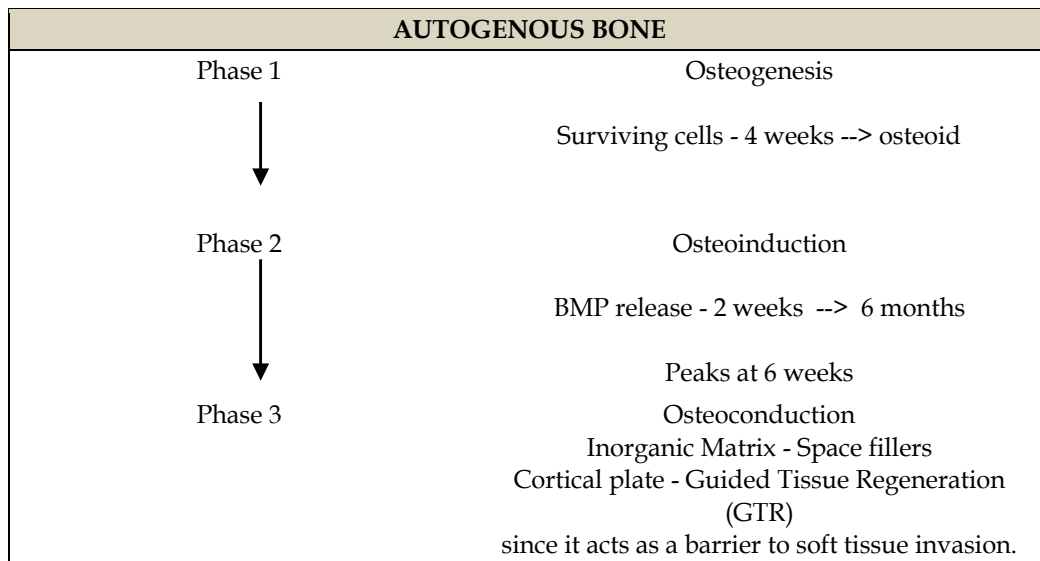 AUTOGENOUS BONE
Phase 1
Osteogenesis
Surviving cells - 4 weeks --> osteoid
Phase 2
Osteoinduction
BMP release - 2 weeks --> 6 months
Peaks at 6 weeks
Phase 3
Osteoconduction
Inorganic Matrix - Space fillers
Cortical plate - Guided Tissue Regeneration
(GTR)
since it acts as a barrier to soft tissue invasion.